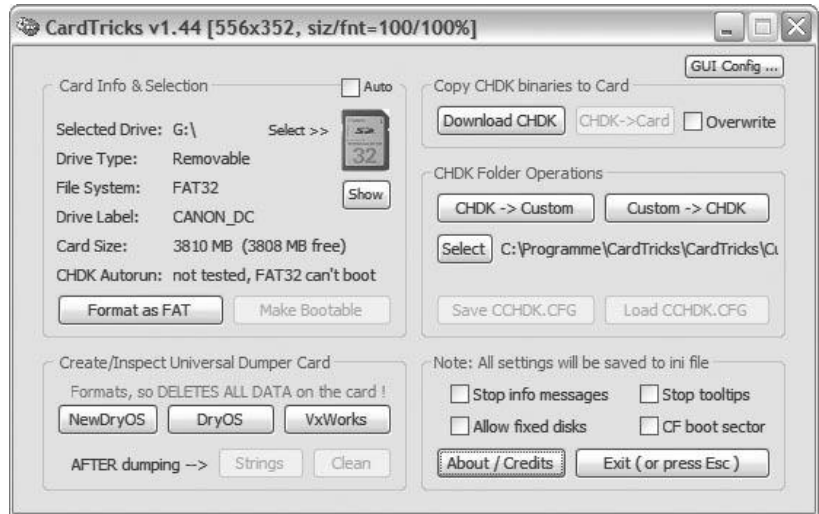 CardTricks v1.44 [556x352, siz/fnt=100/100%]
GUI Config ...
Card Info & Selection
Auto
Selected Drive: G:\ Select >>
Drive Type: Removable
File System: FAT32
Show
Drive Label: CANON_DC
Card Size: 3810 MB (3808 MB free)
CHDK Autorun: not tested, FAT32 can't boot
Format as FAT Make Bootable
32
Copy CHDK binaries to Card
Download CHDK CHDK->Card Overwrite
CHDK Folder Operations
CHDK -> Custom Custom -> CHDK
Select C:\Programme\CardTricks\CardTricks\Cu
Save CCHDK.CFG Load CCHDK.CFG
Create/Inspect Universal Dumper Card
Formats, so DELETES ALL DATA on the card !
NewDryOS DryOS VxWorks
AFTER dumping --> Strings Clean
Note: All settings will be saved to ini file
Stop info messages Stop tooltips
Allow fixed disks CF boot sector
About / Credits Exit ( or press Esc )